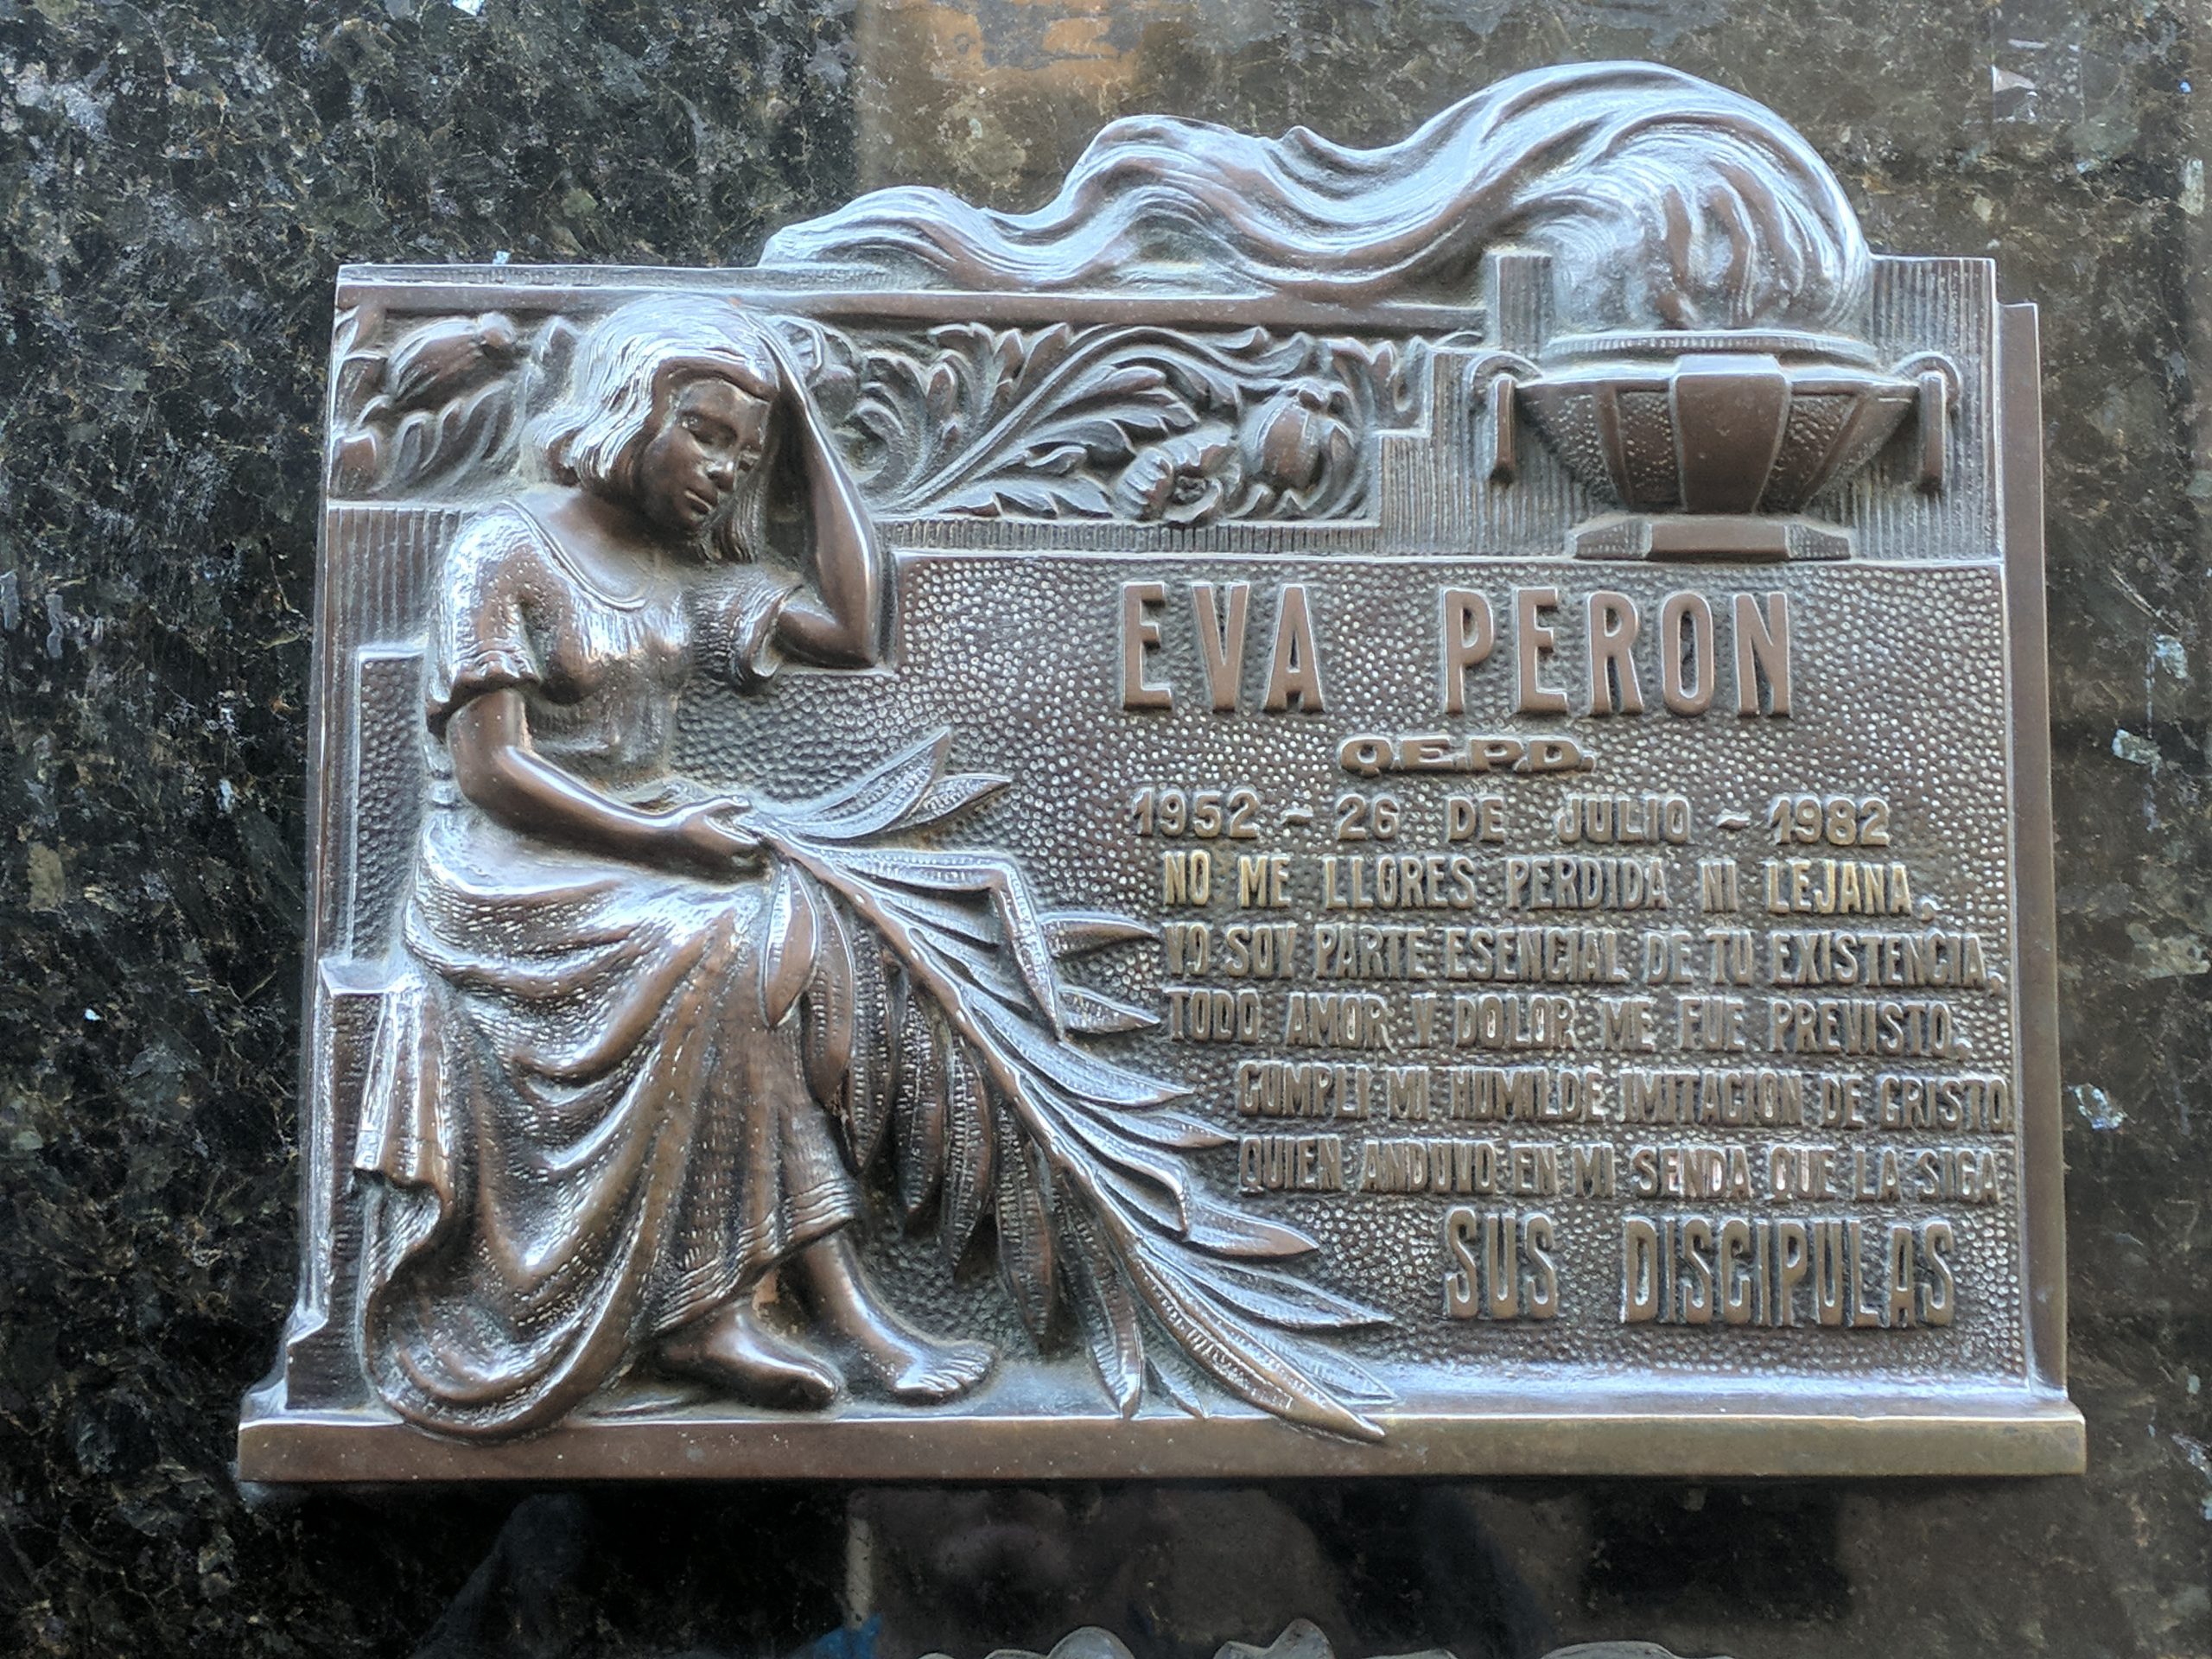 EVA PERON
Q.E.P.D.
1952 - 26 DE JULIO - 1982
NO ME LLORES PERDIDA NI LEJANA,
YO SOY PARTE ESENCIAL DE TU EXISTENCIA,
TODO AMOR Y DOLOR ME FUE PREVISTO,
CUMPLI MI HUMILDE IMITACION DE CRISTO
QUIEN ANDUVO EN MI SENDA QUE LA SIGA
SUS DISCIPULAS